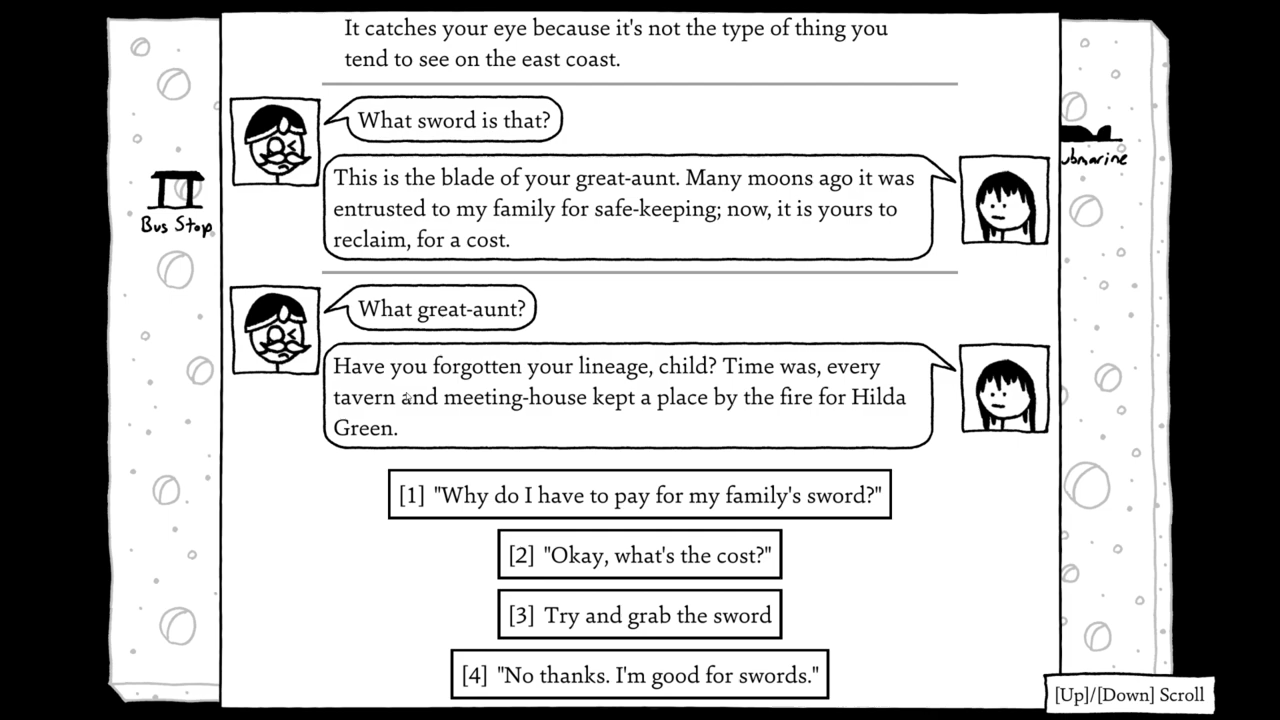 It catches your eye because it's not the type of thing you
tend to see on the east coast.
What sword is that?
This is the blade of your great-aunt. Many moons ago it was
entrusted to my family for safe-keeping; now, it is yours to
reclaim, for a cost.
Bus Stop
ubmarine
What great-aunt?
Have you forgotten your lineage, child? Time was, every
tavern and meeting-house kept a place by the fire for Hilda
Green.
[1] "Why do I have to pay for my family's sword?"
[2] "Okay, what's the cost?"
[3] Try and grab the sword
[4] "No thanks. I'm good for swords."
[Up]/[Down] Scroll